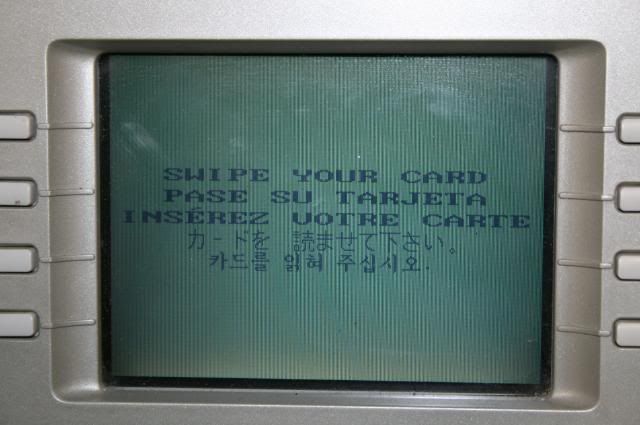 SWIPE YOUR CARD
PASE SU TARJETA
INSÉREZ VOTRE CARTE
カードを 読ませて下さい。
카드를 읽혀 주십시오.